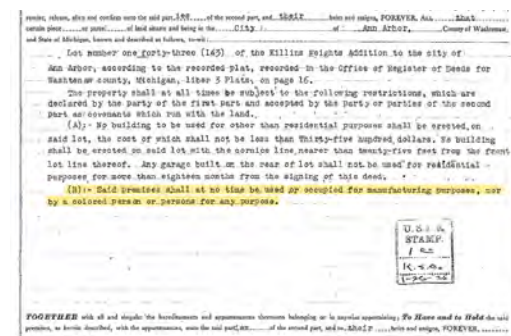 remise, release, alien and confirm unto the said part ies of the second part, and their heirs and assigns, FOREVER, ALL that
certain piece or parcel of land situate and being in the City of Ann Arbor, County of Washtenaw,
and State of Michigan, known and described as follows, to-wit:
Lot number one forty-three (143) of the Killins Heights Addition to the city of
Ann Arbor, according to the recorded plat, recorded in the Office of Register of Deeds for
Washtenaw county, Michigan, liber 3 Plats, on page 16.
The property shall at all times be subject to the following restrictions, which are
declared by the party of the first part and accepted by the party or parties of the second
part as covenants which run with the land.
(A):- No building to be used for other than residential purposes shall be erected, on
said lot, the cost of which shall not be less than Thirty-five hundred dollars. No building
shall be erected on said lot with the cornice line nearer than twenty-five feet from the front
lot line thereof. Any garage built on the rear of lot shall not be used for residential
purposes for more than eighteen months from the signing of this deed.
(B):- Said premises shall at no time be used or occupied for manufacturing purposes, nor
by a colored person or persons for any purpose.
STAMP
TOGETHER with all and singular the hereditaments and appurtenances thereunto belonging or in anywise appertaining; To Have and to Hold the said
premises, as herein described, with the appurtenances, unto the said part ies of the second part, and to their heirs and assigns, FOREVER.